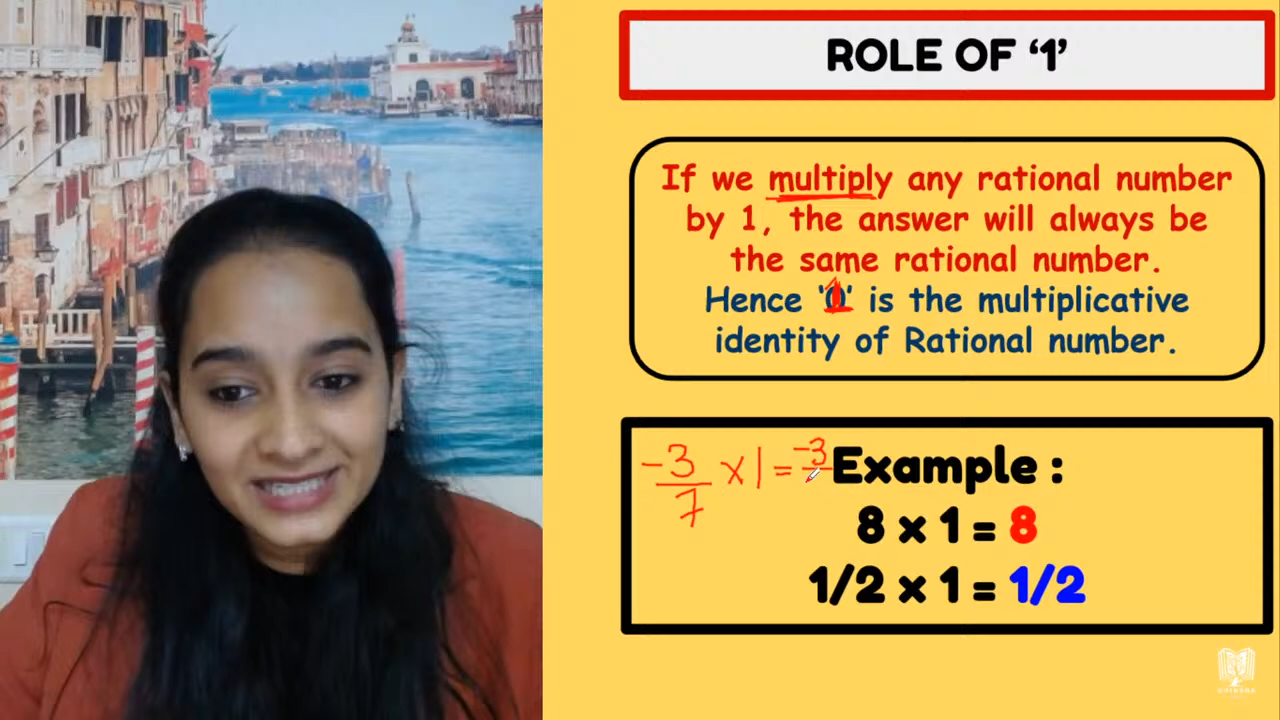 ROLE OF ‘1’
If we multiply any rational number
by 1, the answer will always be
the same rational number.
Hence ‘1’ is the multiplicative
identity of Rational number.
-3/7 x 1 = -3/
Example :
8 x 1 = 8
1/2 x 1 = 1/2